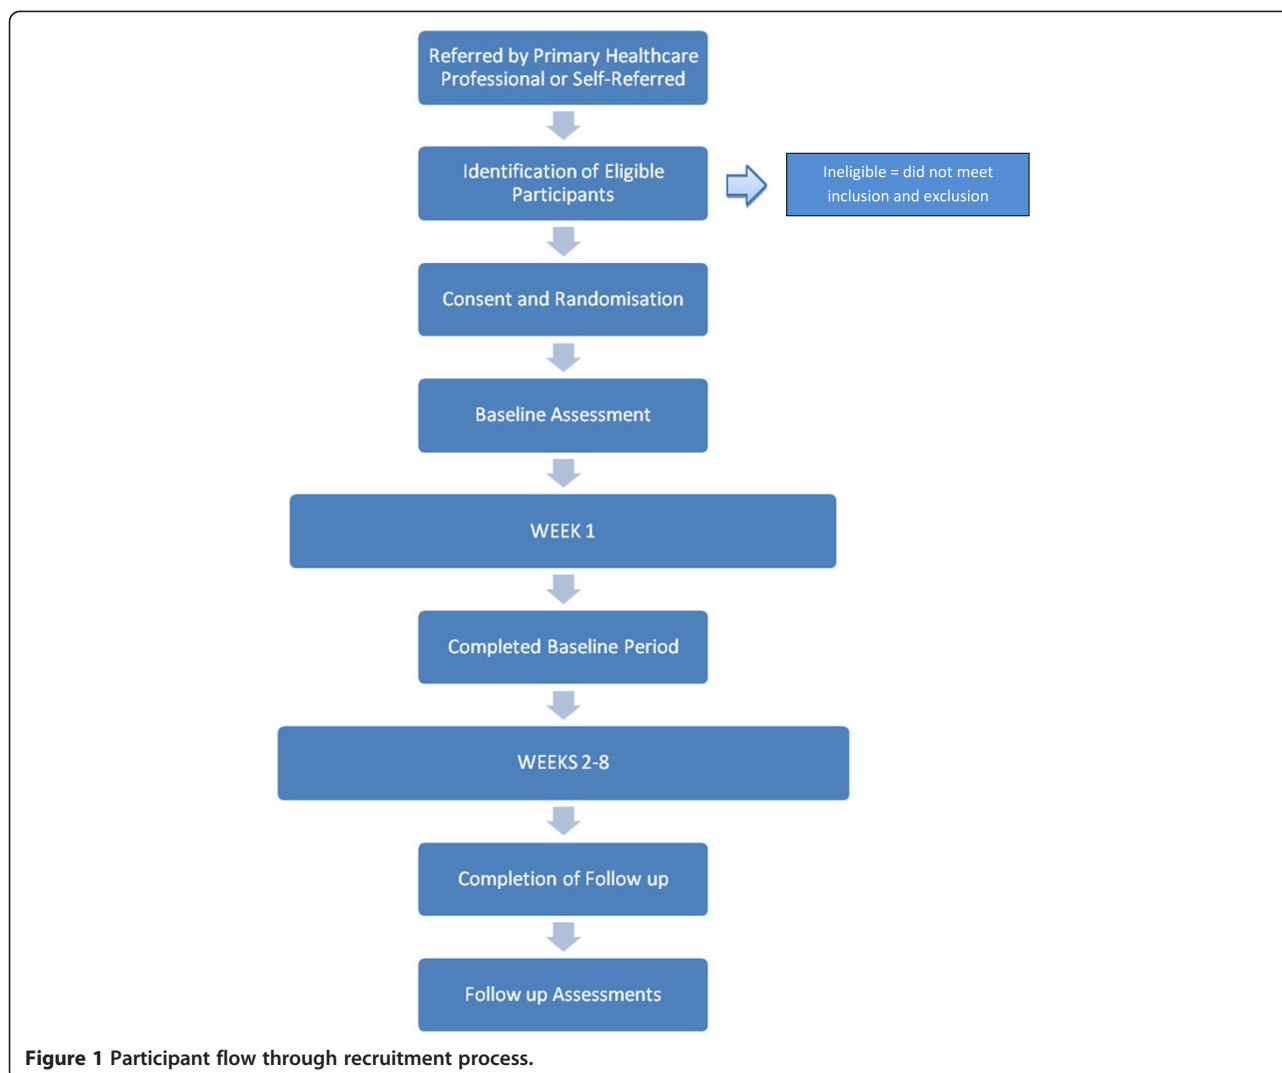 Referred by Primary Healthcare
Professional or Self-Referred
Identification of Eligible
Participants
Ineligible = did not meet
inclusion and exclusion
Consent and Randomisation
Baseline Assessment
WEEK 1
Completed Baseline Period
WEEKS 2-8
Completion of Follow up
Follow up Assessments
Figure 1 Participant flow through recruitment process.